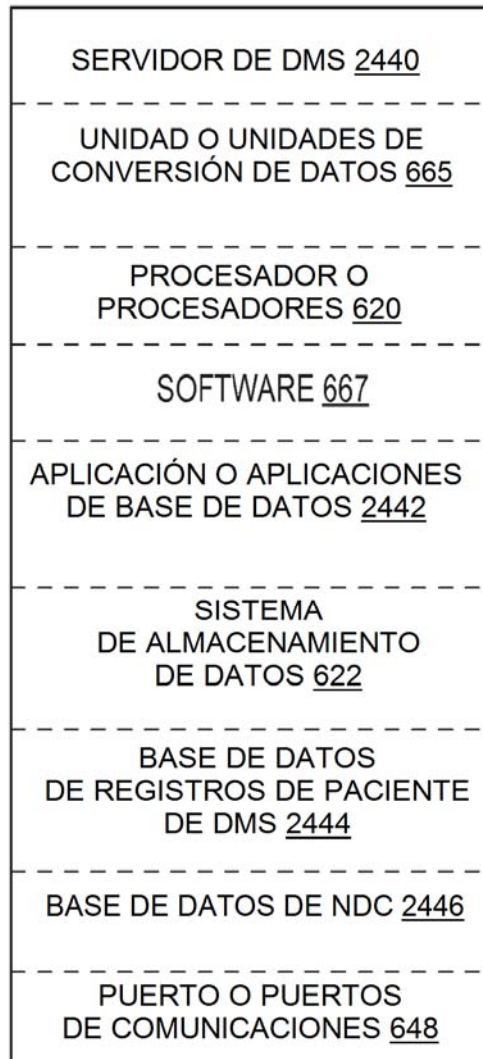 SERVIDOR DE DMS 2440
UNIDAD O UNIDADES DE
CONVERSIÓN DE DATOS 665
PROCESADOR O
PROCESADORES 620
SOFTWARE 667
APLICACIÓN O APLICACIONES
DE BASE DE DATOS 2442
SISTEMA
DE ALMACENAMIENTO
DE DATOS 622
BASE DE DATOS
DE REGISTROS DE PACIENTE
DE DMS 2444
BASE DE DATOS DE NDC 2446
PUERTO O PUERTOS
DE COMUNICACIONES 648